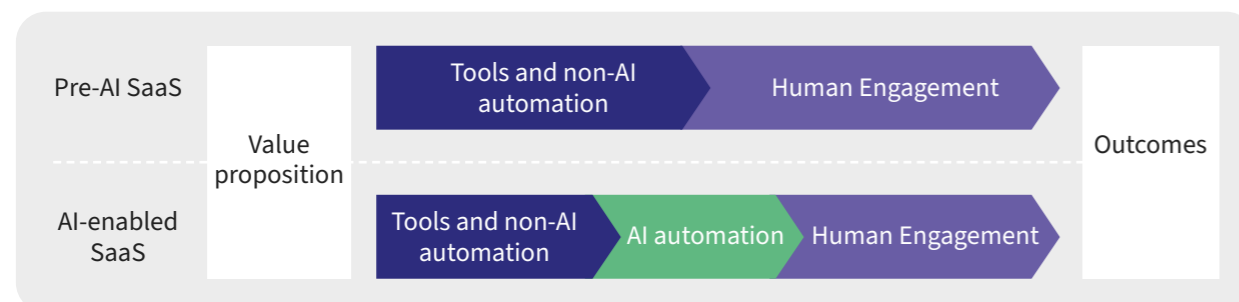 Pre-AI SaaS
Value
proposition
Tools and non-AI
automation
Human Engagement
Outcomes
AI-enabled
SaaS
Tools and non-AI
automation
AI automation
Human Engagement